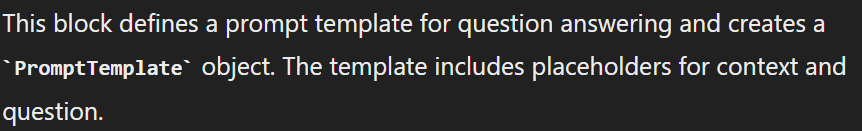 This block defines a prompt template for question answering and creates a
`PromptTemplate` object. The template includes placeholders for context and
question.